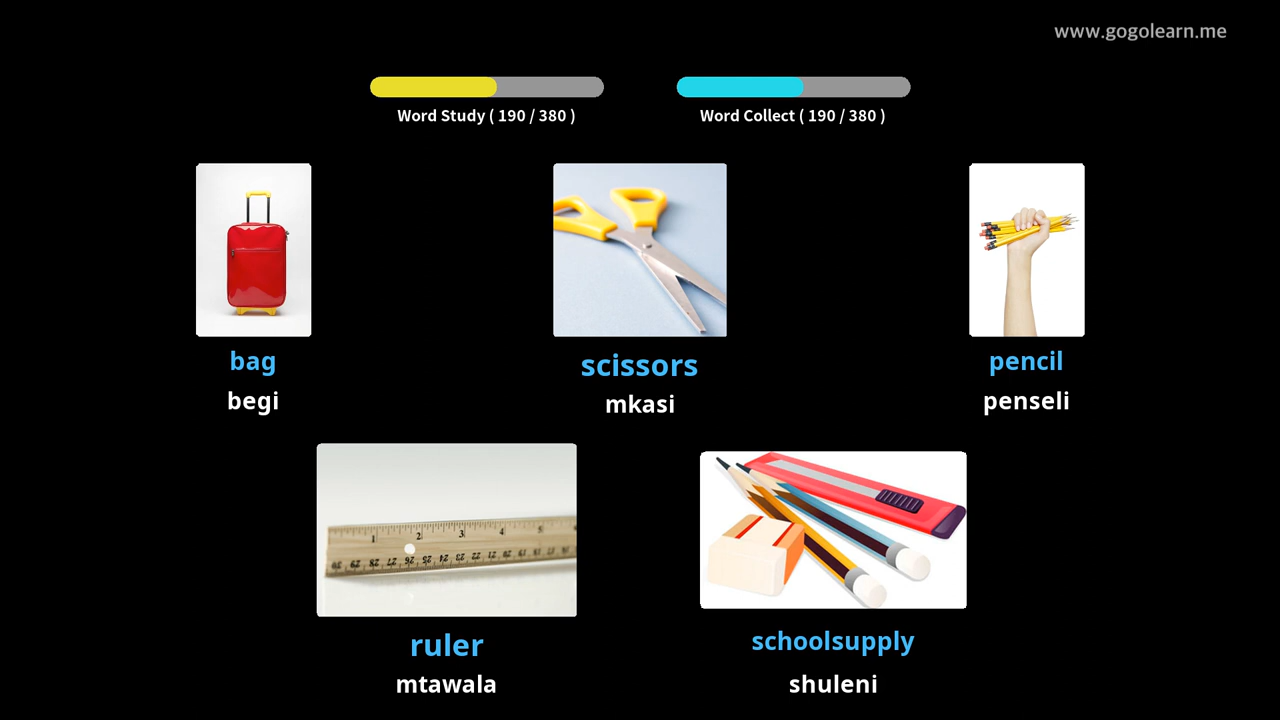 www.gogolearn.me
Word Study ( 190 / 380 )
Word Collect ( 190 / 380 )
bag
begi
scissors
mkasi
pencil
penseli
ruler
mtawala
schoolsupply
shuleni